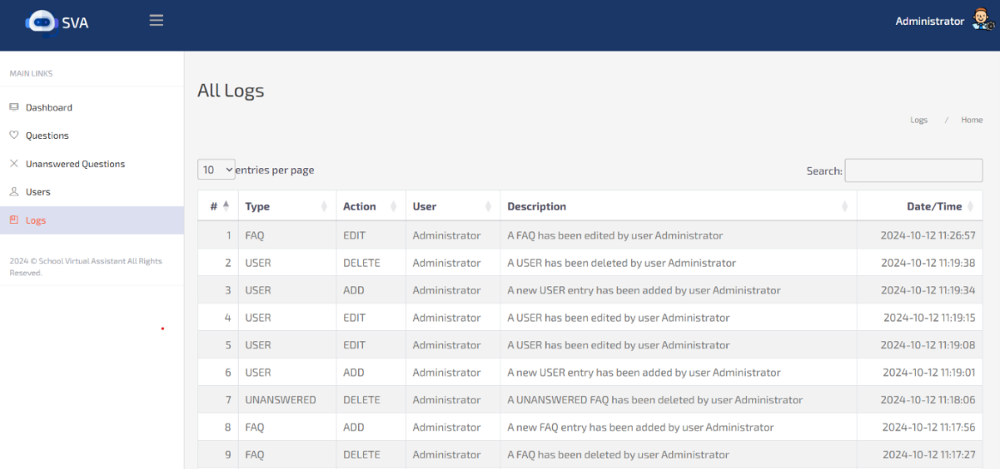 SVA
Administrator
MAIN LINKS
Dashboard
Questions
Unanswered Questions
Users
Logs
2024 © School Virtual Assistant All Rights
Reseved.
All Logs
Logs / Home
10 entries per page
Search:
# Type Action User Description Date/Time
1 FAQ EDIT Administrator A FAQ has been edited by user Administrator 2024-10-12 11:26:57
2 USER DELETE Administrator A USER has been deleted by user Administrator 2024-10-12 11:19:38
3 USER ADD Administrator A new USER entry has been added by user Administrator 2024-10-12 11:19:34
4 USER EDIT Administrator A USER has been edited by user Administrator 2024-10-12 11:19:15
5 USER EDIT Administrator A USER has been edited by user Administrator 2024-10-12 11:19:08
6 USER ADD Administrator A new USER entry has been added by user Administrator 2024-10-12 11:19:01
7 UNANSWERED DELETE Administrator A UNANSWERED FAQ has been deleted by user Administrator 2024-10-12 11:18:06
8 FAQ ADD Administrator A new FAQ entry has been added by user Administrator 2024-10-12 11:17:56
9 FAQ DELETE Administrator A FAQ has been deleted by user Administrator 2024-10-12 11:17:27